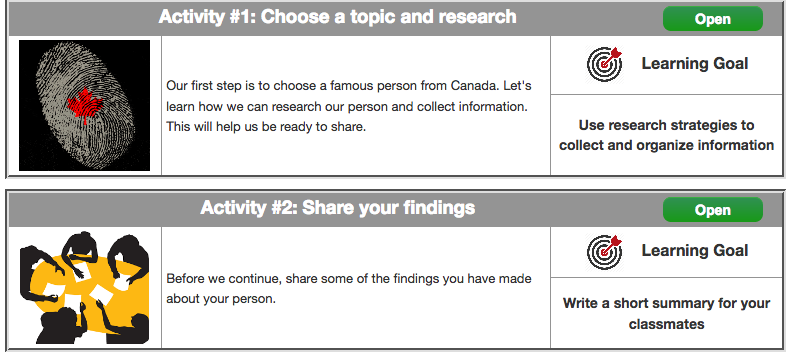 Activity #1: Choose a topic and research
Open
Our first step is to choose a famous person from Canada. Let's
learn how we can research our person and collect information.
This will help us be ready to share.
Learning Goal
Use research strategies to
collect and organize information
Activity #2: Share your findings
Open
Before we continue, share some of the findings you have made
about your person.
Learning Goal
Write a short summary for your
classmates